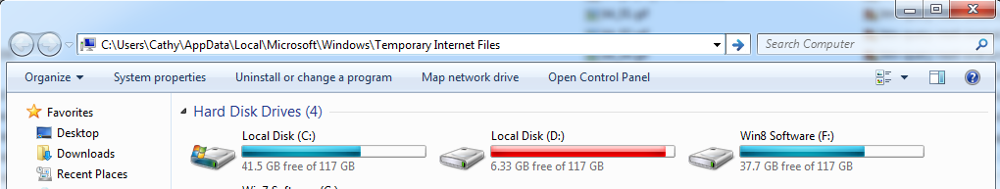 C:\Users\Cathy\AppData\Local\Microsoft\Windows\Temporary Internet Files
Search Computer
Organize System properties Uninstall or change a program Map network drive Open Control Panel
Favorites
Desktop
Downloads
Recent Places
Hard Disk Drives (4)
Local Disk (C:)
41.5 GB free of 117 GB
Local Disk (D:)
6.33 GB free of 117 GB
Win8 Software (F:)
37.7 GB free of 117 GB